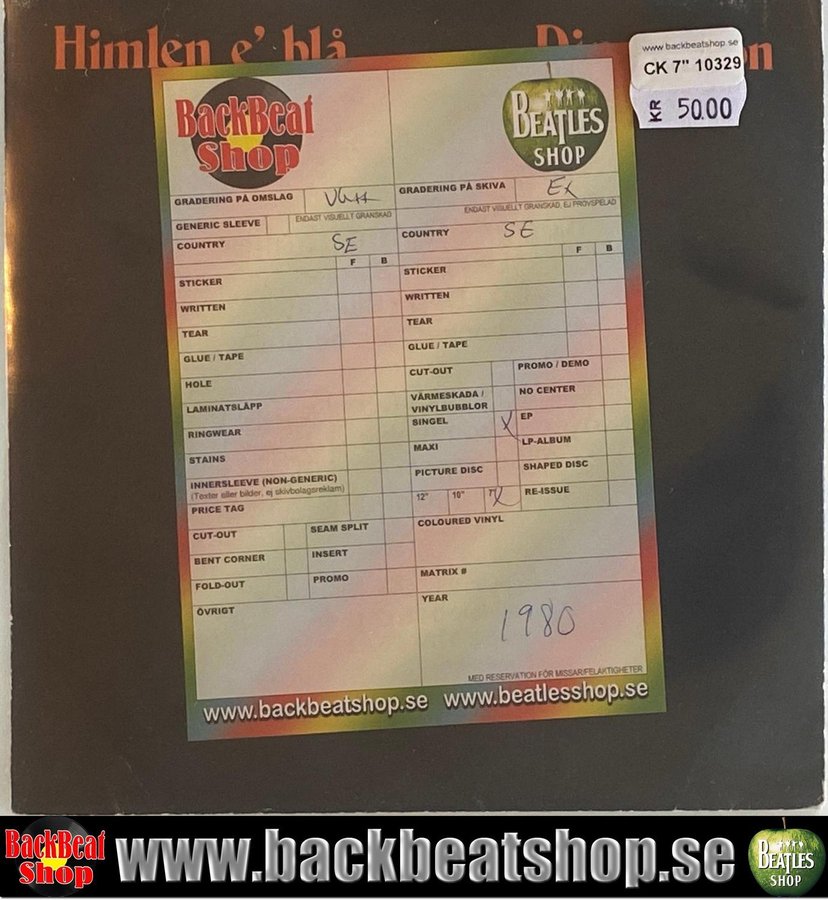 Himlen e' blå
www.backbeatshop.se
CK 7" 10329
KR 50.00
BackBeat Shop
BEATLES SHOP
GRADERING PÅ OMSLAG VG++
GRADERING PÅ SKIVA Ex
GENERIC SLEEVE
ENDAST VISUELLT GRANSKAD
ENDAST VISUELLT GRANSKAD, EJ PROVSPELAD
COUNTRY SE
COUNTRY SE
F B
F B
STICKER
STICKER
WRITTEN
WRITTEN
TEAR
TEAR
GLUE / TAPE
GLUE / TAPE
HOLE
CUT-OUT
PROMO / DEMO
LAMINATSLÄPP
VÄRMESKADA /
VINYLBUBBLOR
NO CENTER
RINGWEAR
SINGEL X
EP
STAINS
MAXI
LP-ALBUM
INNERSLEEVE (NON-GENERIC)
(Texter eller bilder, ej skivbolagsreklam)
PICTURE DISC
SHAPED DISC
PRICE TAG
12" 10" 7"
RE-ISSUE
CUT-OUT
SEAM SPLIT
COLOURED VINYL
BENT CORNER
INSERT
FOLD-OUT
PROMO
MATRIX #
ÖVRIGT
YEAR
1980
MED RESERVATION FÖR MISSAR/FELAKTIGHETER
www.backbeatshop.se www.beatlesshop.se
BackBeat Shop
www.backbeatshop.se
BEATLES SHOP